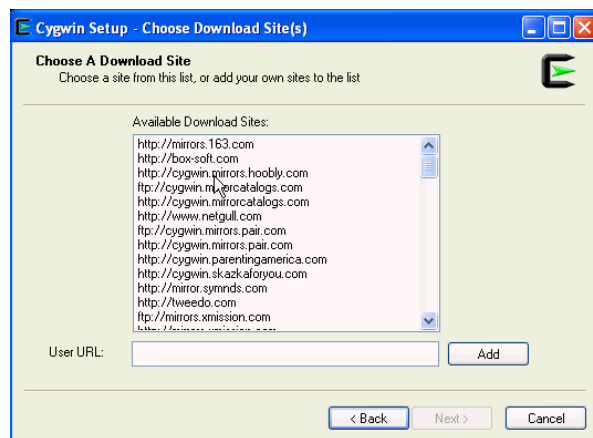 Cygwin Setup - Choose Download Site(s)
Choose A Download Site
Choose a site from this list, or add your own sites to the list
Available Download Sites:
http://mirrors.163.com
http://box-soft.com
http://cygwin.mirrors.hoobly.com
ftp://cygwin.mirrorcatalogs.com
http://cygwin.mirrorcatalogs.com
http://www.netgull.com
ftp://cygwin.mirrors.pair.com
http://cygwin.mirrors.pair.com
http://cygwin.parentingamerica.com
http://cygwin.skazkaforyou.com
http://mirror.symnds.com
http://tweedo.com
ftp://mirrors.xmission.com
User URL:
Add
< Back
Next >
Cancel